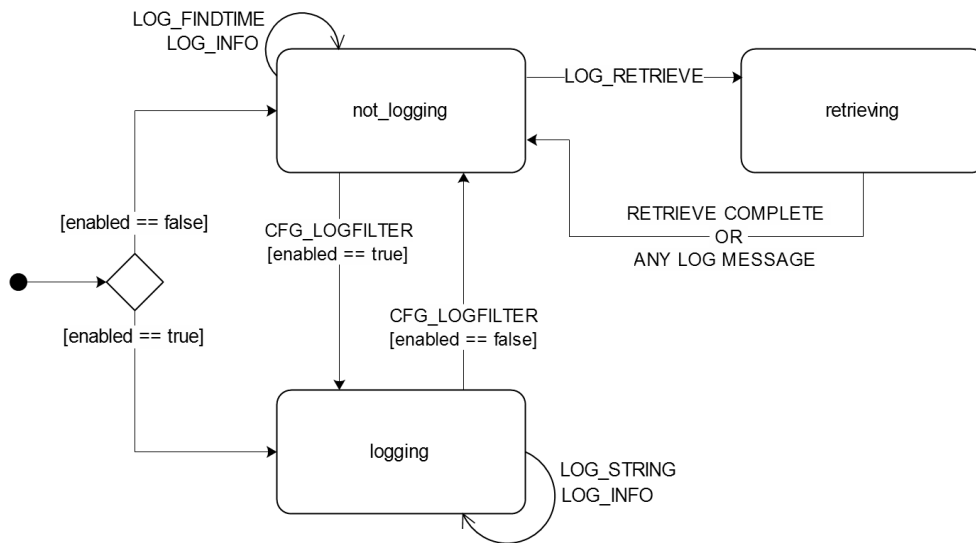 LOG_FINDTIME
LOG_INFO
not_logging
LOG_RETRIEVE
retrieving
[enabled == false]
CFG_LOGFILTER
[enabled == true]
RETRIEVE COMPLETE
OR
ANY LOG MESSAGE
[enabled == true]
CFG_LOGFILTER
[enabled == false]
logging
LOG_STRING
LOG_INFO